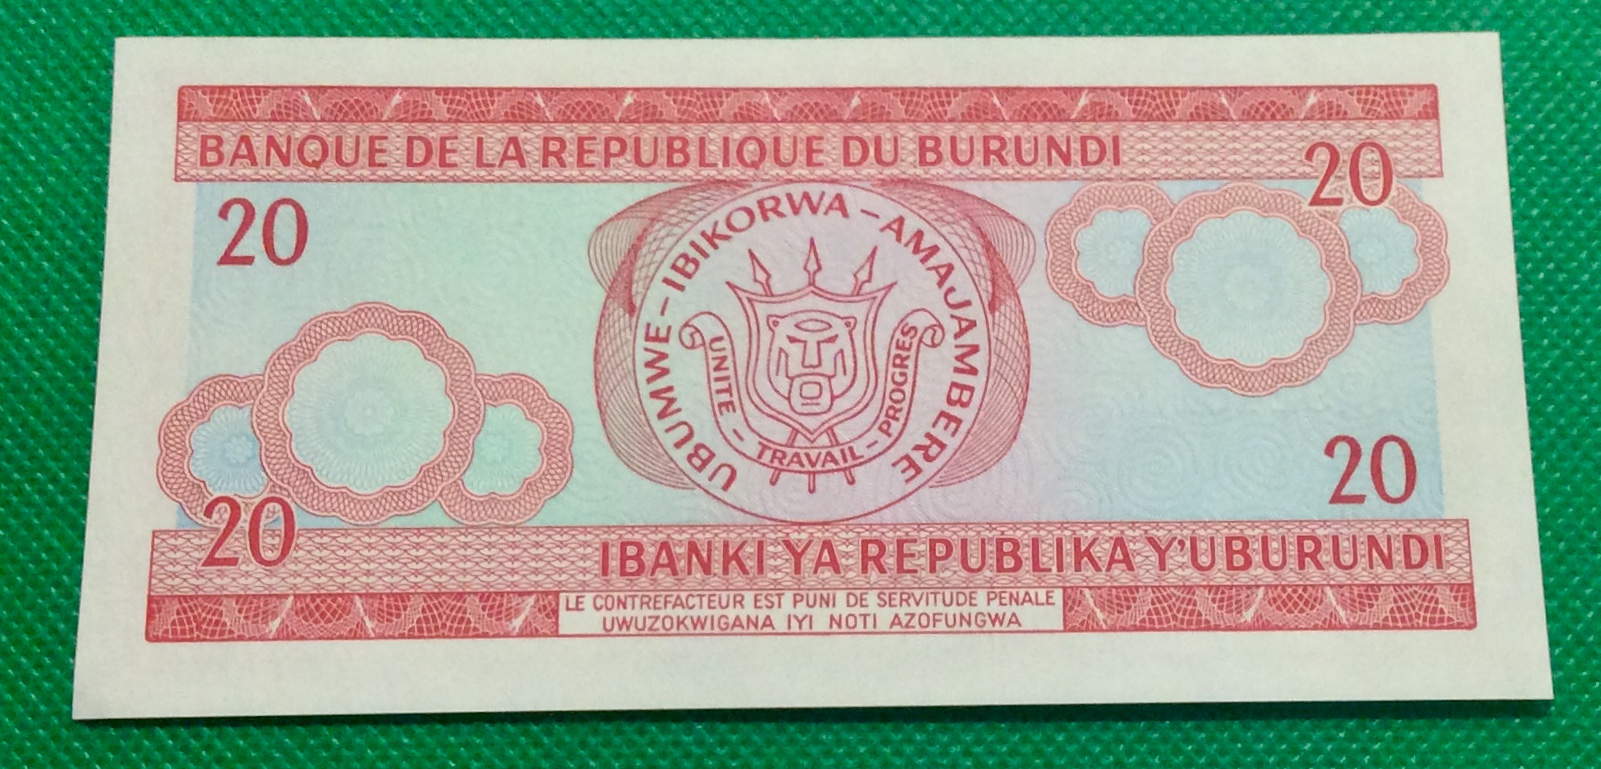 BANQUE DE LA REPUBLIQUE DU BURUNDI
20
20
UBUMWE - IBIKORWA - AMAJAMBERE
UNITE - TRAVAIL - PROGRES
20
20
IBANKI YA REPUBLIKA Y'UBURUNDI
LE CONTREFACTEUR EST PUNI DE SERVITUDE PENALE
UWUZOKWIGANA IYI NOTI AZOFUNGWA